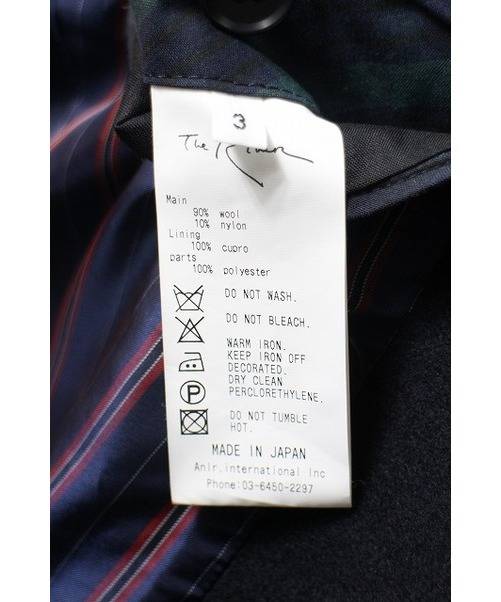 3
The
Main
90% wool
10% nylon
Lining
100% cupro
parts
100% polyester
DO NOT WASH.
DO NOT BLEACH.
WARM IRON.
KEEP IRON OFF
DECORATED.
DRY CLEAN
PERCLORETHYLENE.
P
DO NOT TUMBLE
HOT.
MADE IN JAPAN
Anir.international Inc
Phone:03-6450-2297